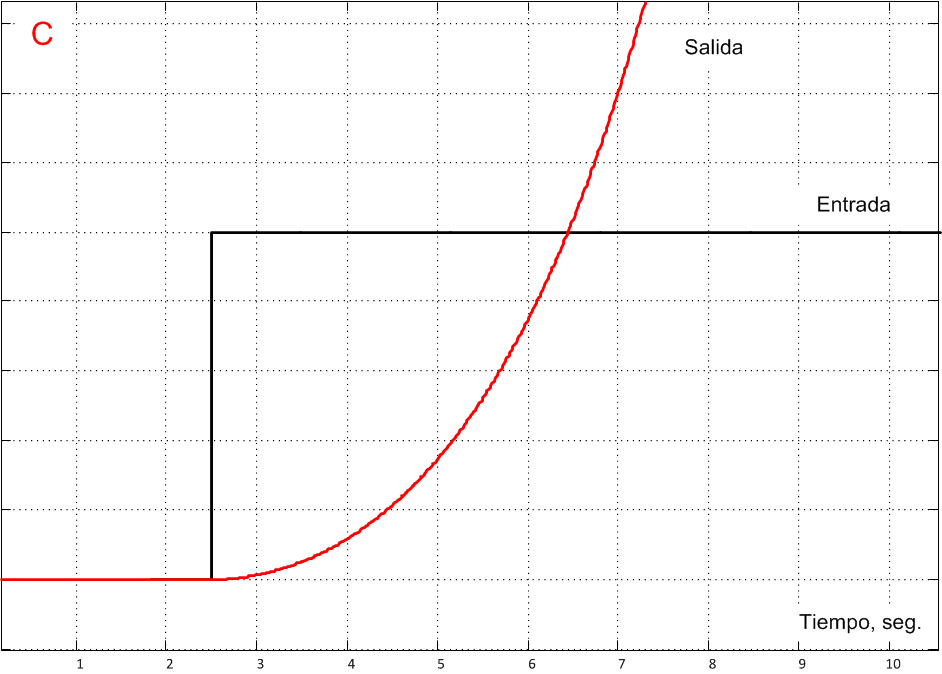 C
Salida
Entrada
Tiempo, seg.
1 2 3 4 5 6 7 8 9 10